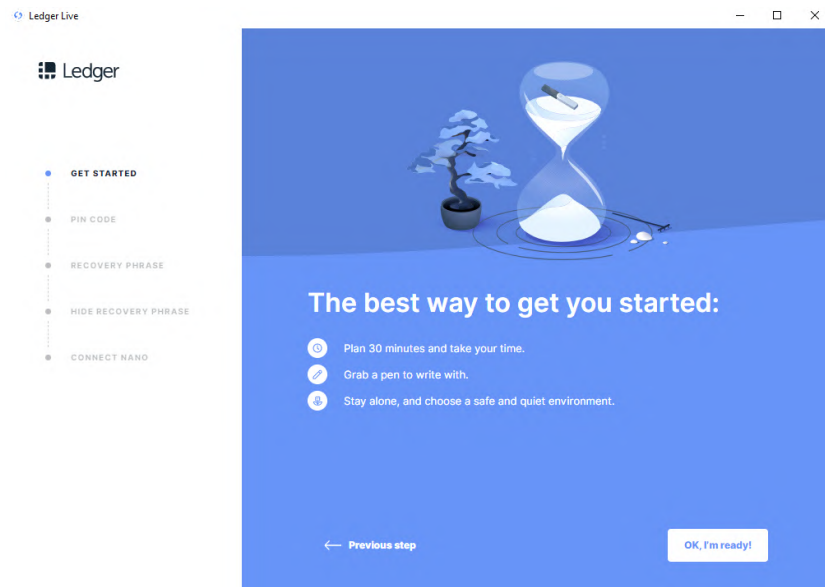 Ledger Live
Ledger
GET STARTED
PIN CODE
RECOVERY PHRASE
HIDE RECOVERY PHRASE
CONNECT NANO
The best way to get you started:
Plan 30 minutes and take your time.
Grab a pen to write with.
Stay alone, and choose a safe and quiet environment.
Previous step
OK, I'm ready!